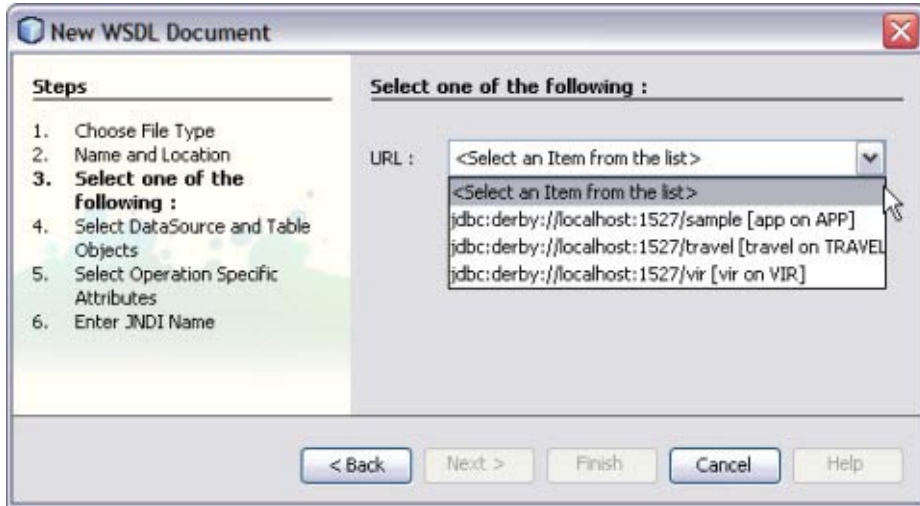 New WSDL Document
Steps
1. Choose File Type
2. Name and Location
3. Select one of the
following :
4. Select DataSource and Table
Objects
5. Select Operation Specific
Attributes
6. Enter JNDI Name
Select one of the following :
URL : <Select an Item from the list>
<Select an Item from the list>
jdbc:derby://localhost:1527/sample [app on APP]
jdbc:derby://localhost:1527/travel [travel on TRAVEL
jdbc:derby://localhost:1527/vir [vir on VIR]
< Back Next > Finish Cancel Help